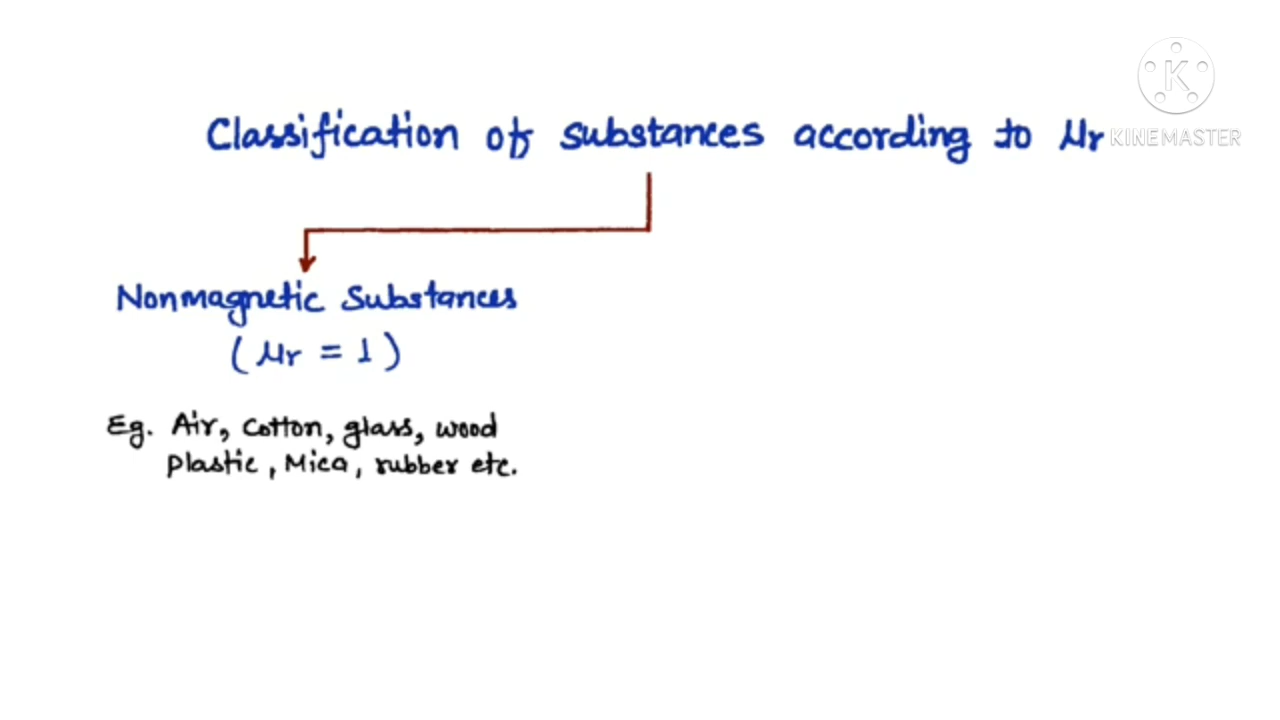 Classification of substances according to μr
KINEMASTER
Nonmagnetic Substances
(μr = 1)
Eg. Air, cotton, glass, wood
Plastic, Mica, rubber etc.